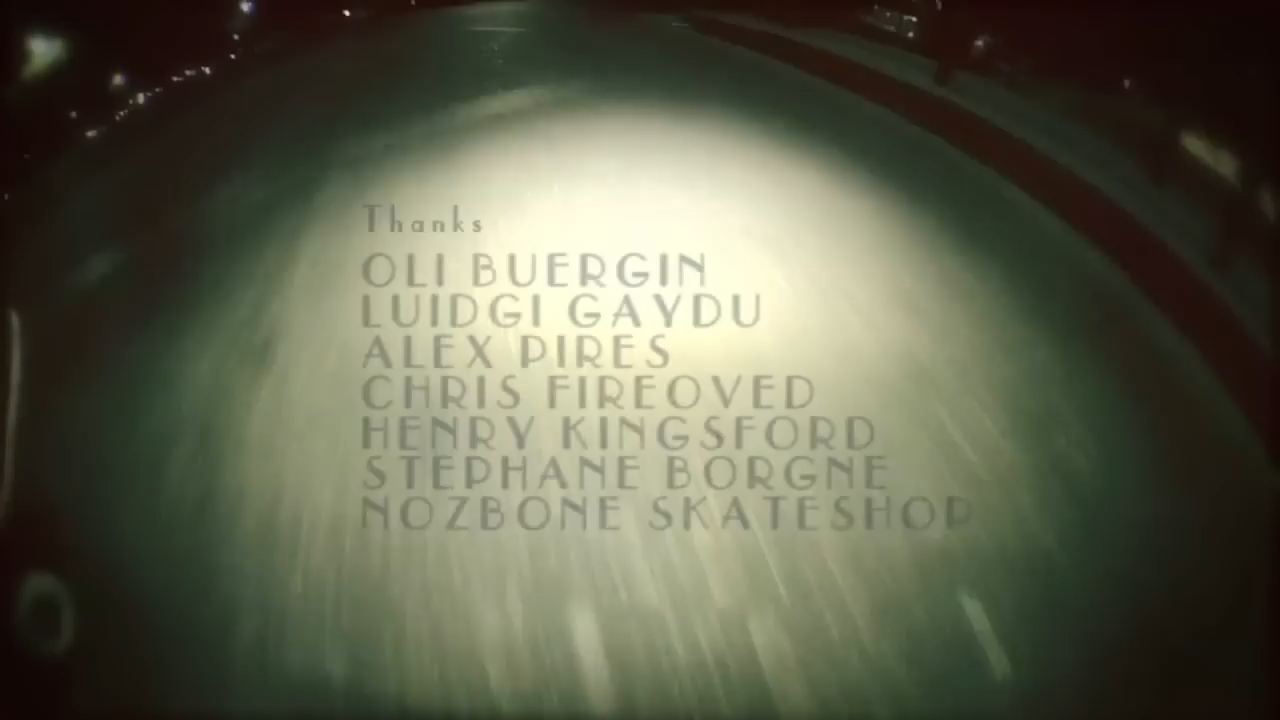 Thanks
OLI BUERGIN
LUIDGI GAYDU
ALEX PIRES
CHRIS FIREOVED
HENRY KINGSFORD
STEPHANE BORGNE
NOZBONE SKATESHOP